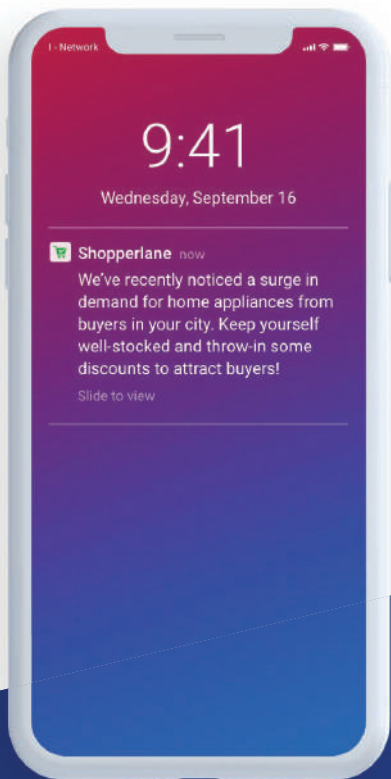 I - Network
9:41
Wednesday, September 16
Shopperlane now
We've recently noticed a surge in
demand for home appliances from
buyers in your city. Keep yourself
well-stocked and throw-in some
discounts to attract buyers!
Slide to view